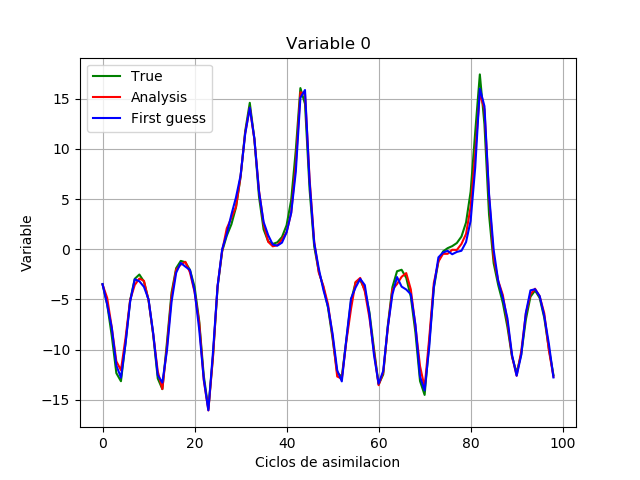 Variable 0
True
Analysis
First guess
Variable
15
10
5
0
−5
−10
−15
0
20
40
60
80
100
Ciclos de asimilacion